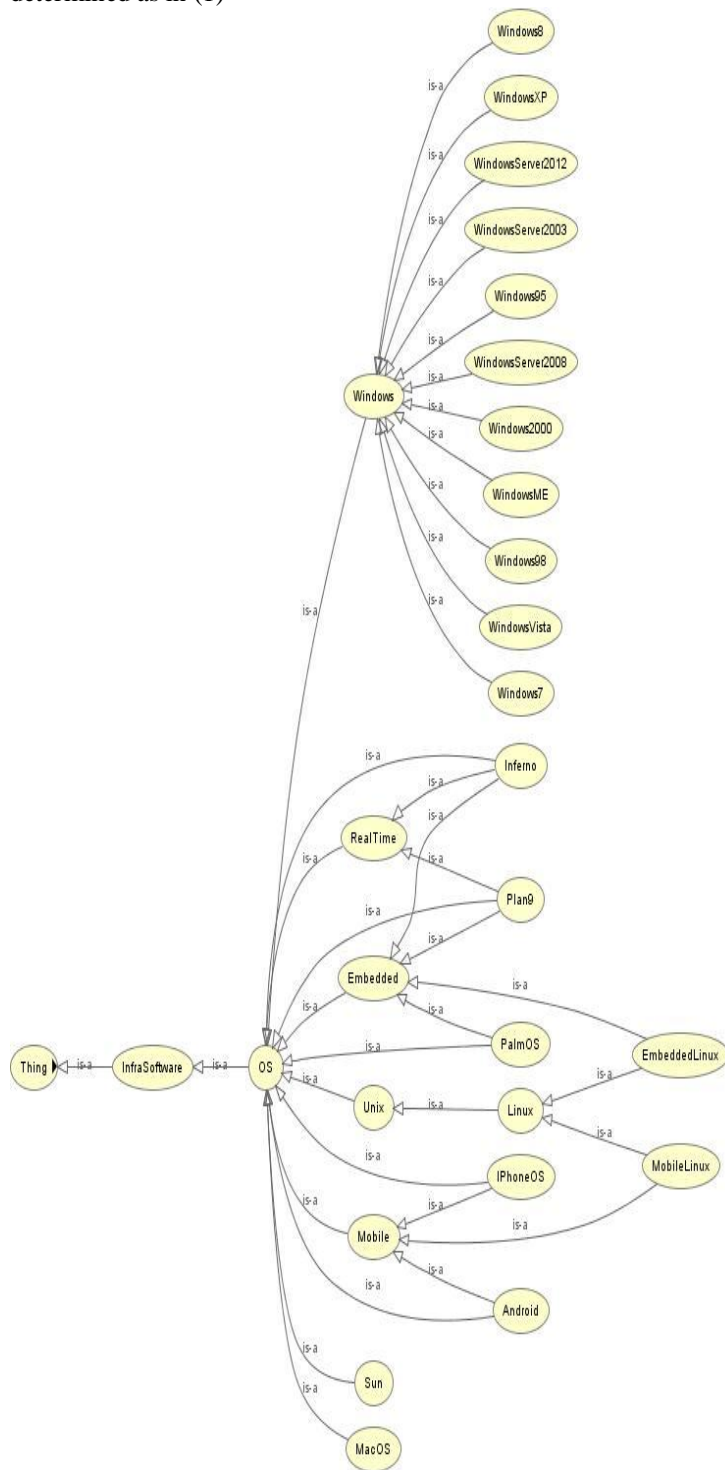 determined as in (1)
Windows8
is-a
WindowsXP
is-a
WindowsServer2012
is-a
WindowsServer2003
is-a
Windows95
is-a
WindowsServer2008
is-a
Windows
Windows2000
is-a
WindowsME
is-a
Windows98
is-a
WindowsVista
is-a
Windows7
is-a
is-a
Inferno
is-a
is-a
is-a
RealTime
is-a
is-a
Plan9
is-a
is-a
Embedded
is-a
is-a
is-a
PalmOS
is-a
EmbeddedLinux
Thing
is-a
InfraSoftware
is-a
OS
is-a
is-a
Unix
is-a
Linux
is-a
MobileLinux
is-a
IPhoneOS
is-a
is-a
is-a
Mobile
is-a
is-a
Android
is-a
Sun
is-a
MacOS